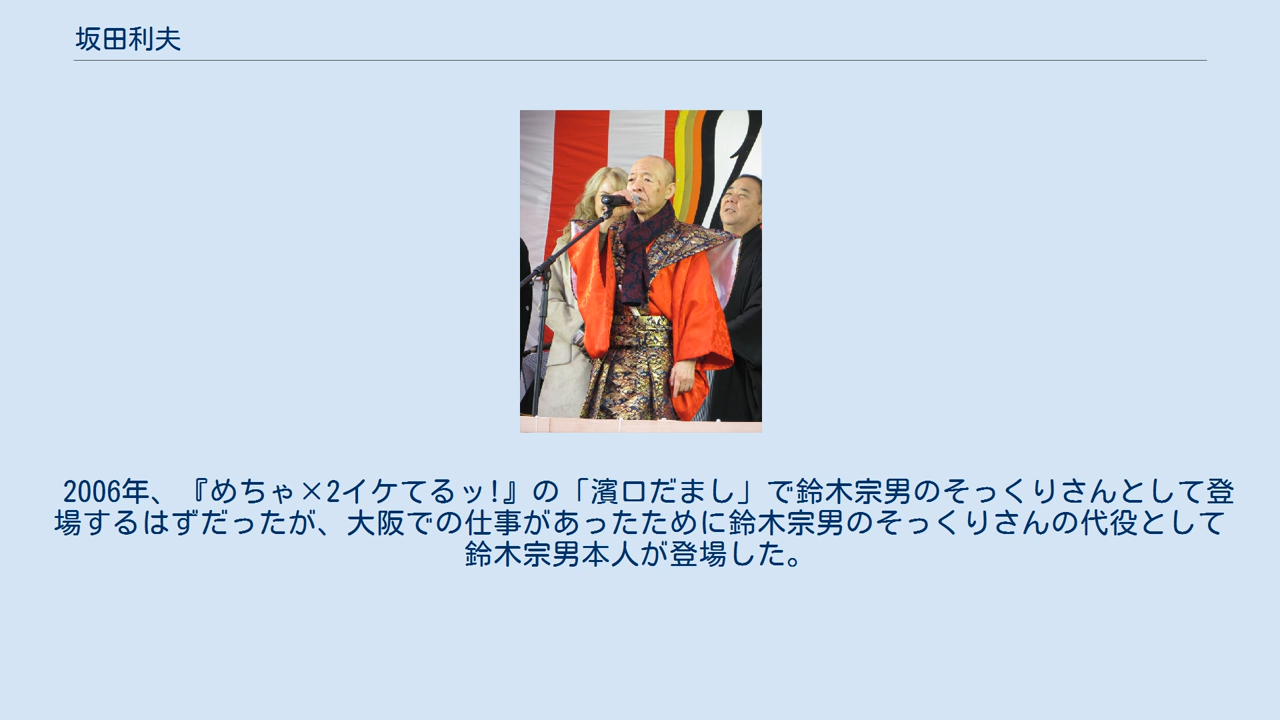 坂田利夫
2006年、『めちゃ×2イケてるッ!』の「濱口だまし」で鈴木宗男のそっくりさんとして登
場するはずだったが、大阪での仕事があったために鈴木宗男のそっくりさんの代役として
鈴木宗男本人が登場した。